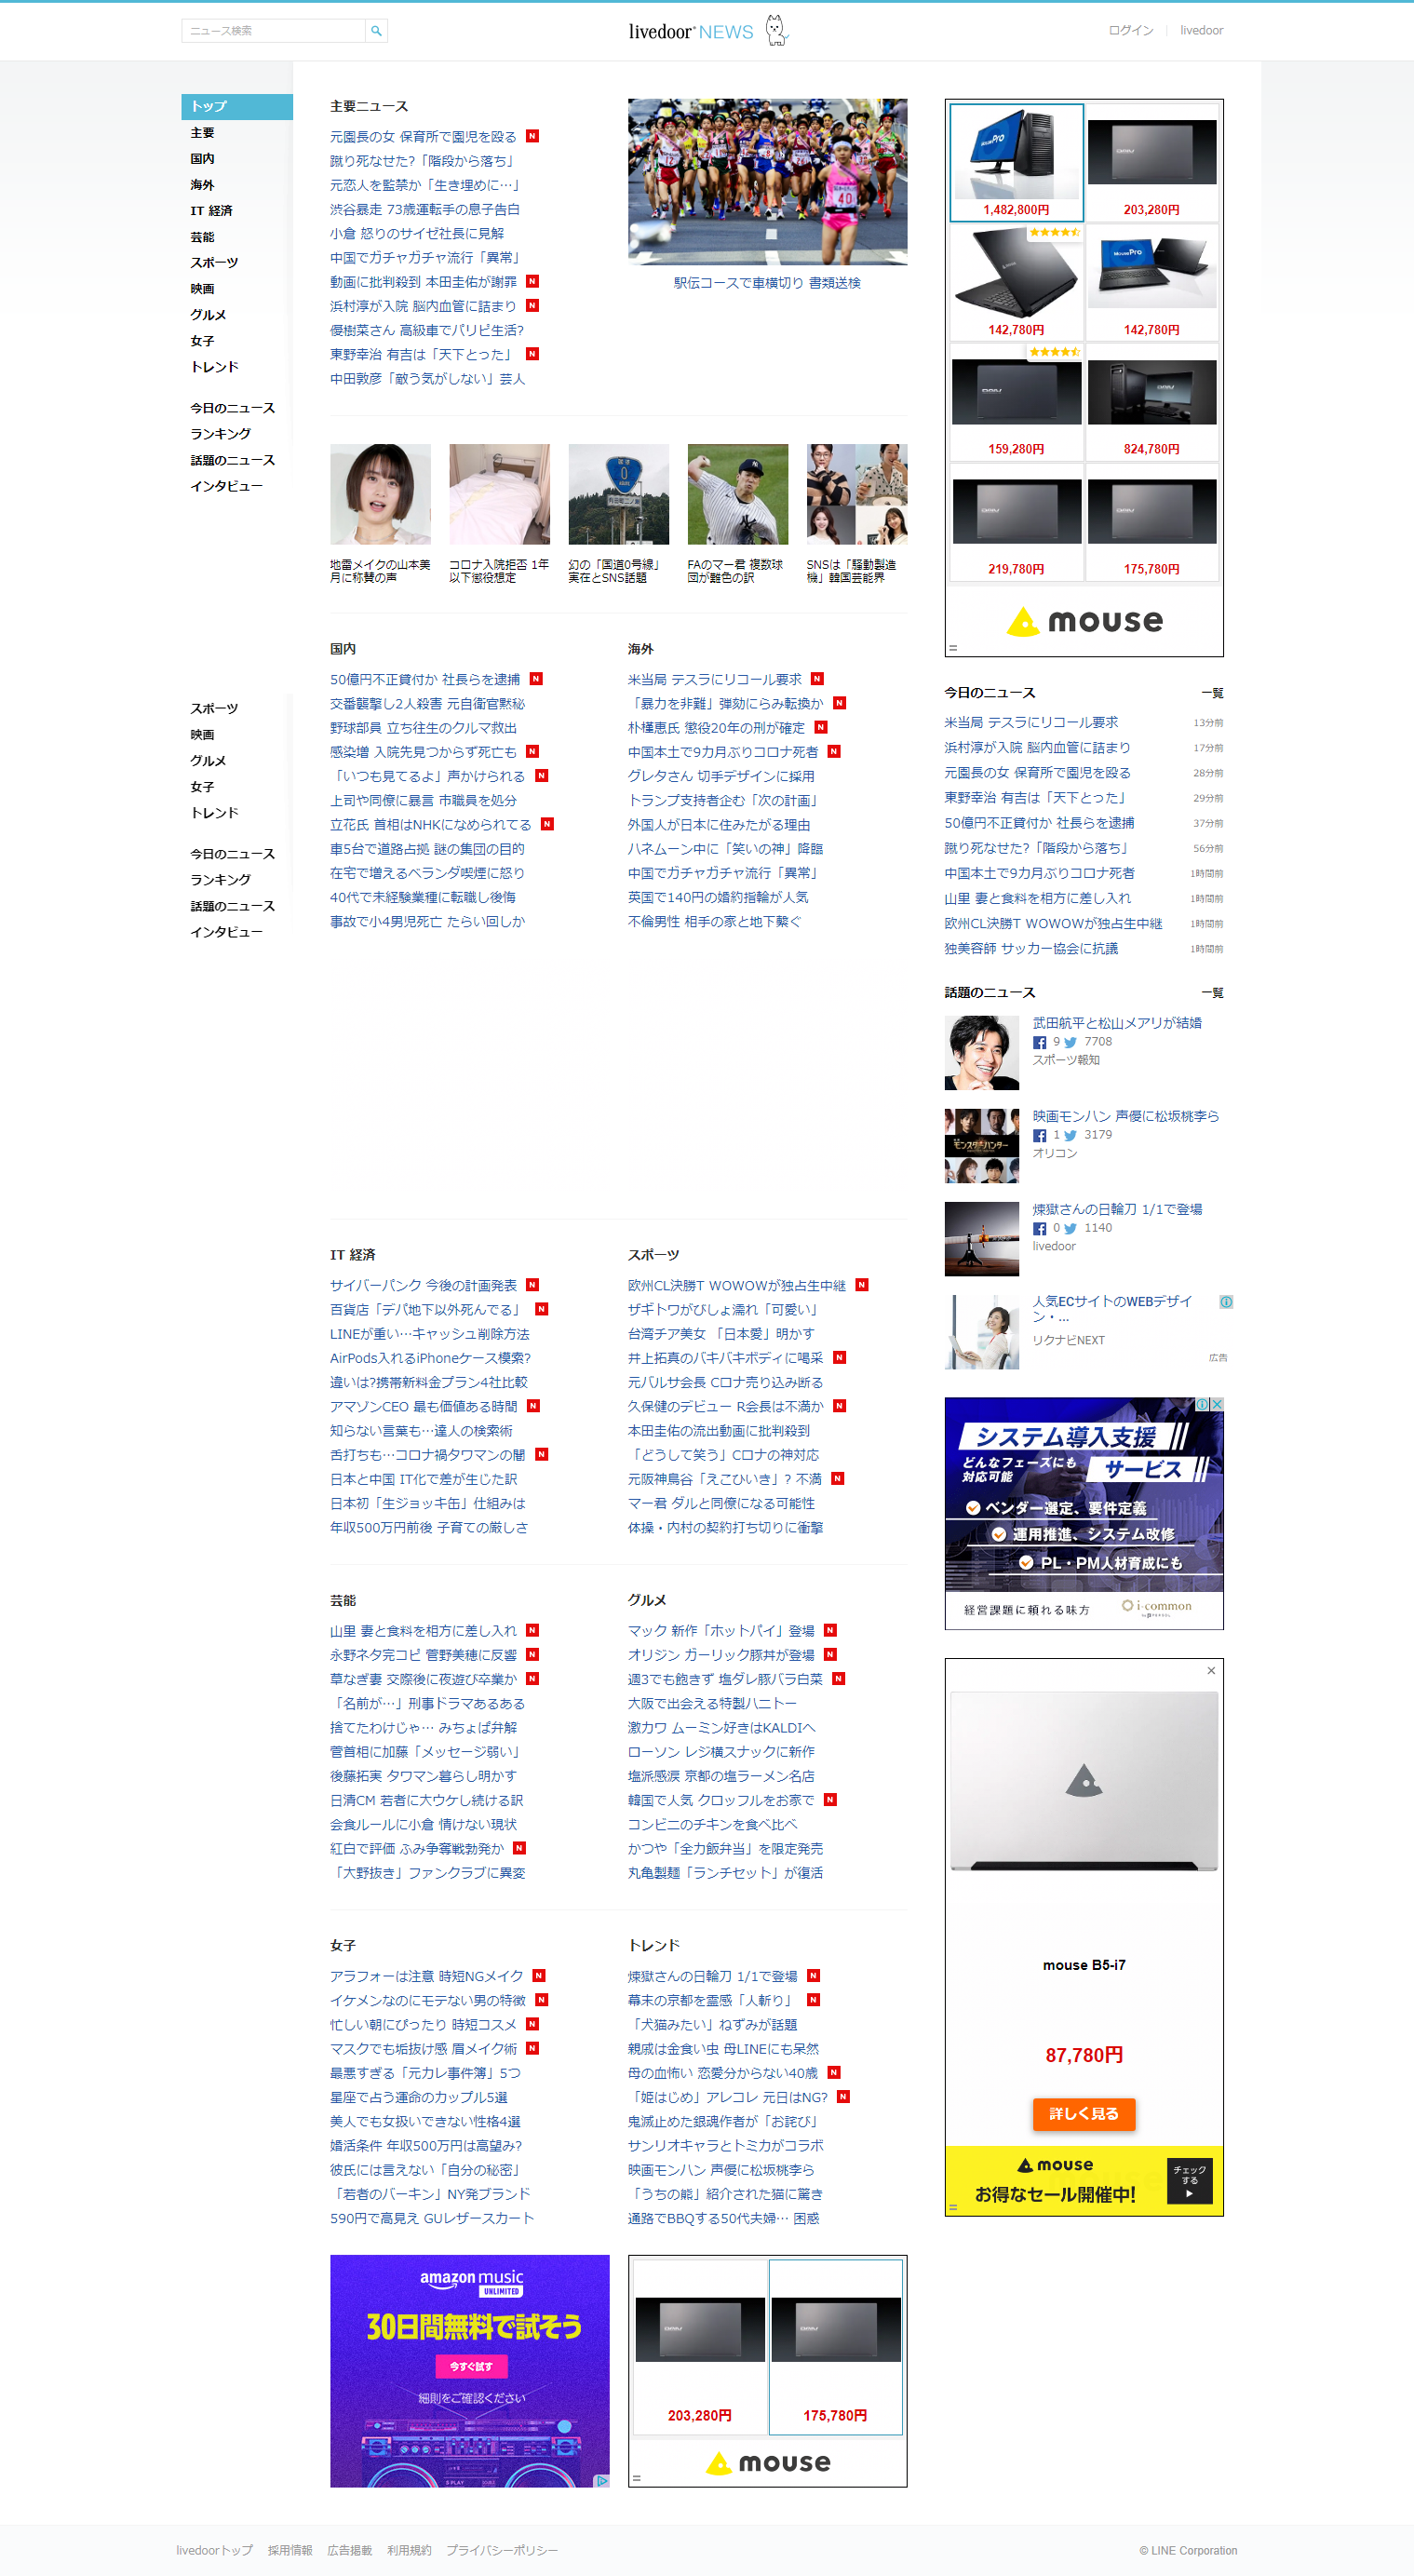 ニュース検索
livedoor NEWS
ログイン
livedoor
トップ
主要
国内
海外
IT 経済
芸能
スポーツ
映画
グルメ
女子
トレンド
今日のニュース
ランキング
話題のニュース
インタビュー
スポーツ
映画
グルメ
女子
トレンド
今日のニュース
ランキング
話題のニュース
インタビュー
主要ニュース
元園長の女 保育所で園児を殴る N
蹴り死なせた?「階段から落ち」
元恋人を監禁か「生き埋めに…」
渋谷暴走 73歳運転手の息子告白
小倉 怒りのサイゼ社長に見解
中国でガチャガチャ流行「異常」
動画に批判殺到 本田圭佑が謝罪 N
浜村淳が入院 脳内血管に詰まり N
優樹菜さん 高級車でパリピ生活?
東野幸治 有吉は「天下とった」 N
中田敦彦「敵う気がしない」芸人
40
駅伝コースで車横切り 書類送検
地雷メイクの山本美
月に称賛の声
コロナ入院拒否 1年
以下懲役想定
幻の「国道0号線」
実在とSNS話題
FAのマー君 複数球
団が難色の訳
SNSは「騒動製造
機」韓国芸能界
国内
50億円不正貸付か 社長らを逮捕 N
交番襲撃し2人殺害 元自衛官黙秘
野球部員 立ち往生のクルマ救出
感染増 入院先見つからず死亡も N
「いつも見てるよ」声かけられる N
上司や同僚に暴言 市職員を処分
立花氏 首相はNHKになめられてる N
車5台で道路占拠 謎の集団の目的
在宅で増えるベランダ喫煙に怒り
40代で未経験業種に転職し後悔
事故で小4男児死亡 たらい回しか
海外
米当局 テスラにリコール要求 N
「暴力を非難」弾劾にらみ転換か N
朴槿恵氏 懲役20年の刑が確定 N
中国本土で9カ月ぶりコロナ死者 N
グレタさん 切手デザインに採用
トランプ支持者企む「次の計画」
外国人が日本に住みたがる理由
ハネムーン中に「笑いの神」降臨
中国でガチャガチャ流行「異常」
英国で140円の婚約指輪が人気
不倫男性 相手の家と地下繋ぐ
IT 経済
サイバーパンク 今後の計画発表 N
百貨店「デパ地下以外死んでる」 N
LINEが重い…キャッシュ削除方法
AirPods入れるiPhoneケース模索?
違いは?携帯新料金プラン4社比較
アマゾンCEO 最も価値ある時間 N
知らない言葉も…達人の検索術
舌打ちも…コロナ禍タワマンの闇 N
日本と中国 IT化で差が生じた訳
日本初「生ジョッキ缶」仕組みは
年収500万円前後 子育ての厳しさ
スポーツ
欧州CL決勝T WOWOWが独占生中継 N
ザギトワがびしょ濡れ「可愛い」
台湾チア美女 「日本愛」明かす
井上拓真のバキバキボディに喝采 N
元バルサ会長 Cロナ売り込み断る
久保健のデビュー R会長は不満か N
本田圭佑の流出動画に批判殺到
「どうして笑う」Cロナの神対応
元阪神鳥谷「えこひいき」? 不満 N
マー君 ダルと同僚になる可能性
体操・内村の契約打ち切りに衝撃
芸能
山里 妻と食料を相方に差し入れ N
永野ネタ完コピ 菅野美穂に反響 N
草なぎ妻 交際後に夜遊び卒業か N
「名前が…」刑事ドラマあるある
捨てたわけじゃ… みちょぱ弁解
菅首相に加藤「メッセージ弱い」
後藤拓実 タワマン暮らし明かす
日清CM 若者に大ウケし続ける訳
会食ルールに小倉 情けない現状
紅白で評価 ふみ争奪戦勃発か N
「大野抜き」ファンクラブに異変
グルメ
マック 新作「ホットパイ」登場 N
オリジン ガーリック豚丼が登場 N
週3でも飽きず 塩ダレ豚バラ白菜 N
大阪で出会える特製ハニトー
激カワ ムーミン好きはKALDIへ
ローソン レジ横スナックに新作
塩派感涙 京都の塩ラーメン名店
韓国で人気 クロッフルをお家で N
コンビニのチキンを食べ比べ
かつや「全力飯弁当」を限定発売
丸亀製麺「ランチセット」が復活
女子
アラフォーは注意 時短NGメイク N
イケメンなのにモテない男の特徴 N
忙しい朝にぴったり 時短コスメ N
マスクでも垢抜け感 眉メイク術 N
最悪すぎる「元カレ事件簿」5つ
星座で占う運命のカップル5選
美人でも女扱いできない性格4選
婚活条件 年収500万円は高望み?
彼氏には言えない「自分の秘密」
「若者のバーキン」NY発ブランド
590円で高見え GUレザースカート
トレンド
煉獄さんの日輪刀 1/1で登場 N
幕末の京都を霊感「人斬り」 N
「犬猫みたい」ねずみが話題
親戚は金食い虫 母LINEにも呆然
母の血怖い 恋愛分からない40歳 N
「姫はじめ」アレコレ 元日はNG? N
鬼滅止めた銀魂作者が「お詫び」
サンリオキャラとトミカがコラボ
映画モンハン 声優に松坂桃李ら
「うちの熊」紹介された猫に驚き
通路でBBQする50代夫婦… 困惑
amazon music
UNLIMITED
30日間無料で試そう
今すぐ試す
細則をご確認ください
203,280円
175,780円
mouse
MousePro
1,482,800円
203,280円
142,780円
MousePro
142,780円
159,280円
824,780円
219,780円
175,780円
mouse
今日のニュース 一覧
米当局 テスラにリコール要求 13分前
浜村淳が入院 脳内血管に詰まり 17分前
元園長の女 保育所で園児を殴る 28分前
東野幸治 有吉は「天下とった」 29分前
50億円不正貸付か 社長らを逮捕 37分前
蹴り死なせた?「階段から落ち」 56分前
中国本土で9カ月ぶりコロナ死者 1時間前
山里 妻と食料を相方に差し入れ 1時間前
欧州CL決勝T WOWOWが独占生中継 1時間前
独美容師 サッカー協会に抗議 1時間前
話題のニュース 一覧
武田航平と松山メアリが結婚
9 7708
スポーツ報知
映画モンハン 声優に松坂桃李ら
1 3179
オリコン
モンスターハンター
煉獄さんの日輪刀 1/1で登場
0 1140
livedoor
人気ECサイトのWEBデザイ
ン・...
リクナビNEXT
広告
システム導入支援
どんなフェーズにも
対応可能
サービス
ベンダー選定、要件定義
運用推進、システム改修
PL・PM人材育成にも
経営課題に頼れる味方
i-common
mouse B5-i7
87,780円
詳しく見る
mouse
お得なセール開催中!
チェック
する
livedoorトップ
採用情報
広告掲載
利用規約
プライバシーポリシー
© LINE Corporation